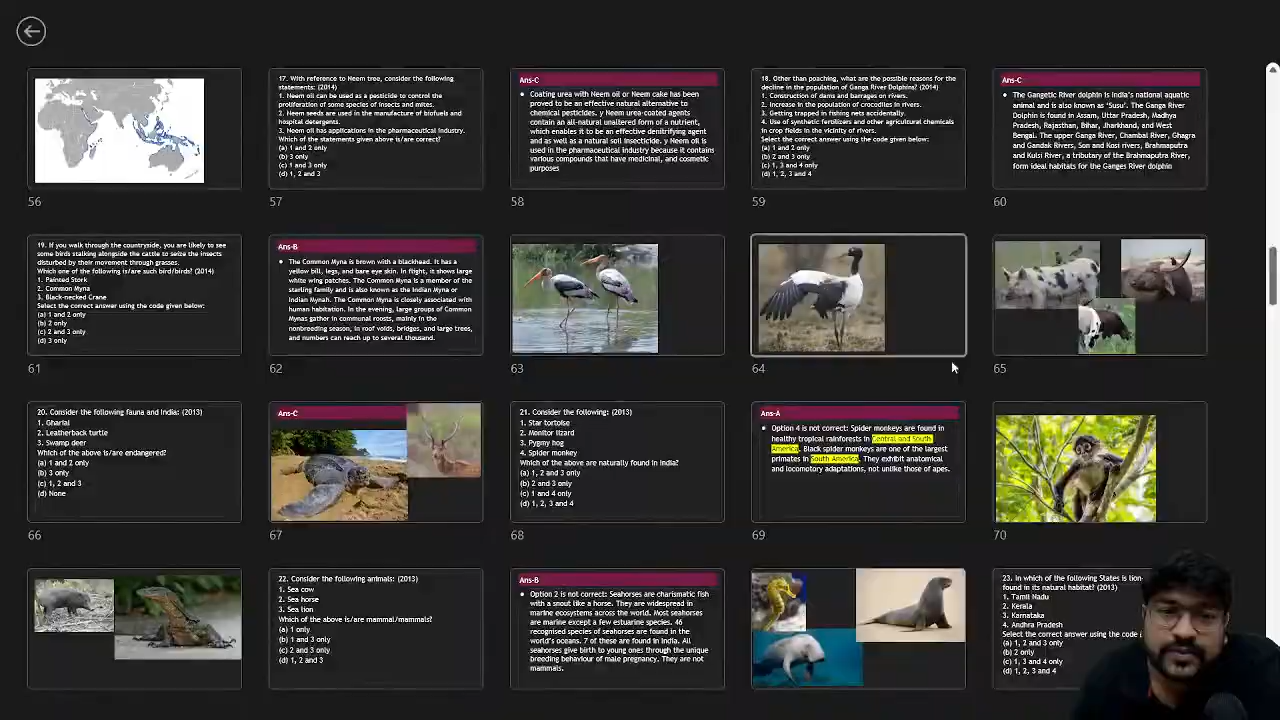 56
17. With reference to Neem tree, consider the following
statements: (2014)
1. Neem oil can be used as a pesticide to control the
proliferation of some species of insects and mites.
2. Neem seeds are used in the manufacture of biofuels and
hospital detergents.
3. Neem oil has applications in the pharmaceutical industry.
Which of the statements given above is/are correct?
(a) 1 and 2 only
(b) 3 only
(c) 1 and 3 only
(d) 1, 2 and 3
57
Ans-C
• Coating urea with Neem oil or Neem cake has been
proved to be an effective natural alternative to
chemical pesticides. y Neem urea-coated agents
contain an all-natural unaltered form of a nutrient,
which enables it to be an effective denitrifying agent
and as well as a natural soil insecticide. y Neem oil is
used in the pharmaceutical industry because it contains
various compounds that have medicinal, and cosmetic
purposes
58
18. Other than poaching, what are the possible reasons for the
decline in the population of Ganga River Dolphins? (2014)
1. Construction of dams and barrages on rivers.
2. Increase in the population of crocodiles in rivers.
3. Getting trapped in fishing nets accidentally.
4. Use of synthetic fertilizers and other agricultural chemicals
in crop fields in the vicinity of rivers.
Select the correct answer using the code given below:
(a) 1 and 2 only
(b) 2 and 3 only
(c) 1, 3 and 4 only
(d) 1, 2, 3 and 4
59
Ans-C
• The Gangetic River dolphin is India's national aquatic
animal and is also known as 'Susu'. The Ganga River
Dolphin is found in Assam, Uttar Pradesh, Madhya
Pradesh, Rajasthan, Bihar, Jharkhand, and West
Bengal. The upper Ganga River, Chambal River, Ghagra
and Gandak Rivers, Son and Kosi rivers, Brahmaputra
and Kulsi River, a tributary of the Brahmaputra River,
form ideal habitats for the Ganges River dolphin
60
19. If you walk through the countryside, you are likely to see
some birds stalking alongside the cattle to seize the insects
disturbed by their movement through grasses.
Which one of the following is/are such bird/birds? (2014)
1. Painted Stork
2. Common Myna
3. Black-necked Crane
Select the correct answer using the code given below:
(a) 1 and 2 only
(b) 2 only
(c) 2 and 3 only
(d) 3 only
61
Ans-B
• The Common Myna is brown with a blackhead. It has a
yellow bill, legs, and bare eye skin. In flight, it shows large
white wing patches. The Common Myna is a member of the
starling family and is also known as the Indian Myna or
Indian Mynah. The Common Myna is closely associated with
human habitation. In the evening, large groups of Common
Mynas gather in communal roosts, mainly in the
nonbreeding season, in roof voids, bridges, and large trees,
and numbers can reach up to several thousand.
62
63
64
65
20. Consider the following fauna and India: (2013)
1. Gharial
2. Leatherback turtle
3. Swamp deer
Which of the above is/are endangered?
(a) 1 and 2 only
(b) 3 only
(c) 1, 2 and 3
(d) None
66
Ans-C
67
21. Consider the following: (2013)
1. Star tortoise
2. Monitor lizard
3. Pygmy hog
4. Spider monkey
Which of the above are naturally found in India?
(a) 1, 2 and 3 only
(b) 2 and 3 only
(c) 1 and 4 only
(d) 1, 2, 3 and 4
68
Ans-A
• Option 4 is not correct: Spider monkeys are found in
healthy tropical rainforests in Central and South
America. Black spider monkeys are one of the largest
primates in South America. They exhibit anatomical
and locomotory adaptations, not unlike those of apes.
69
70
22. Consider the following animals: (2013)
1. Sea cow
2. Sea horse
3. Sea lion
Which of the above is/are mammal/mammals?
(a) 1 only
(b) 1 and 3 only
(c) 2 and 3 only
(d) 1, 2 and 3
Ans-B
• Option 2 is not correct: Seahorses are charismatic fish
with a snout like a horse. They are widespread in
marine ecosystems across the world. Most seahorses
are marine except a few estuarine species. 46
recognised species of seahorses are found in the
world's oceans. 7 of these are found in India. All
seahorses give birth to young ones through the unique
breeding behaviour of male pregnancy. They are not
mammals.
23. In which of the following States is lion-
found in its natural habitat? (2013)
1. Tamil Nadu
2. Kerala
3. Karnataka
4. Andhra Pradesh
Select the correct answer using the code
(a) 1, 2 and 3 only
(b) 2 only
(c) 1, 3 and 4 only
(d) 1, 2, 3 and 4